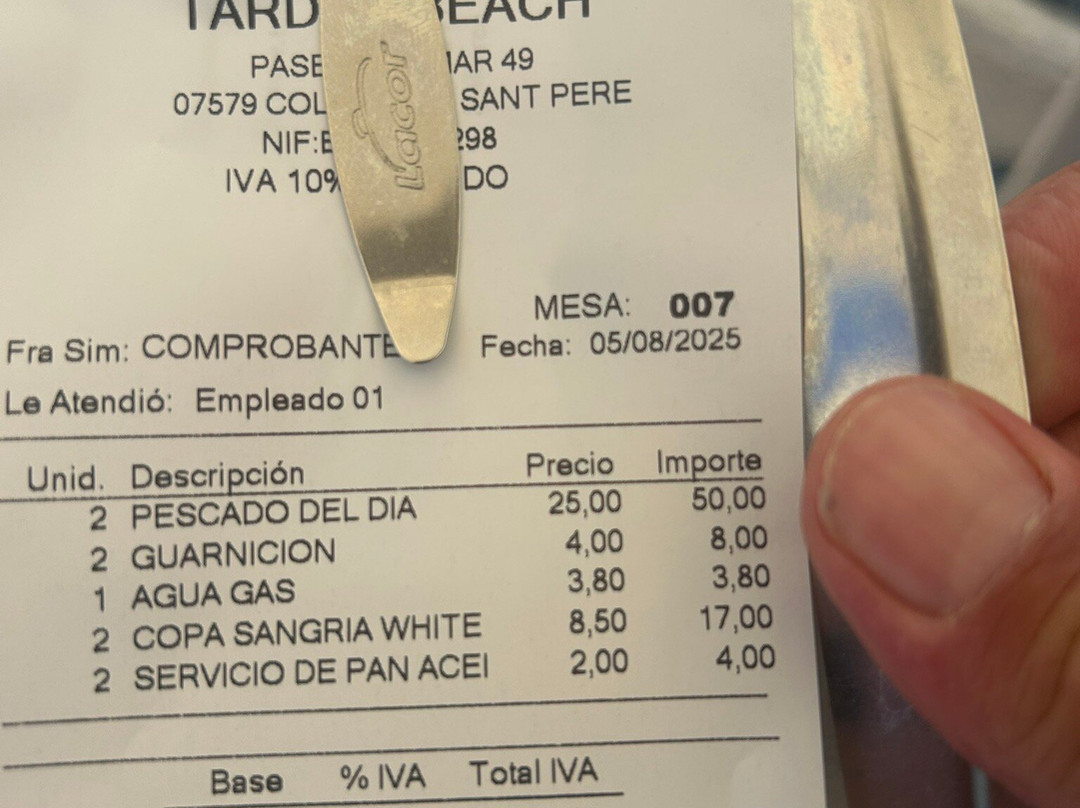 TARD BEACH
PASE MAR 49
07579 COL SANT PERE
NIF: 298
IVA 10% DO
Lacor
MESA: 007
Fra Sim: COMPROBANTE Fecha: 05/08/2025
Le Atendió: Empleado 01
Unid. Descripción Precio Importe
2 PESCADO DEL DIA 25,00 50,00
2 GUARNICION 4,00 8,00
1 AGUA GAS 3,80 3,80
2 COPA SANGRIA WHITE 8,50 17,00
2 SERVICIO DE PAN ACEI 2,00 4,00
Base % IVA Total IVA